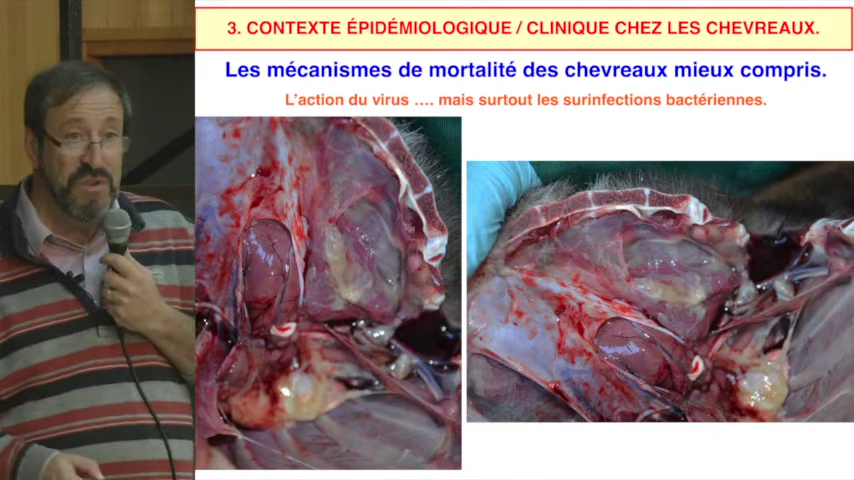 3. CONTEXTE ÉPIDÉMIOLOGIQUE / CLINIQUE CHEZ LES CHEVREAUX.
Les mécanismes de mortalité des chevreaux mieux compris.
L'action du virus .... mais surtout les surinfections bactériennes.